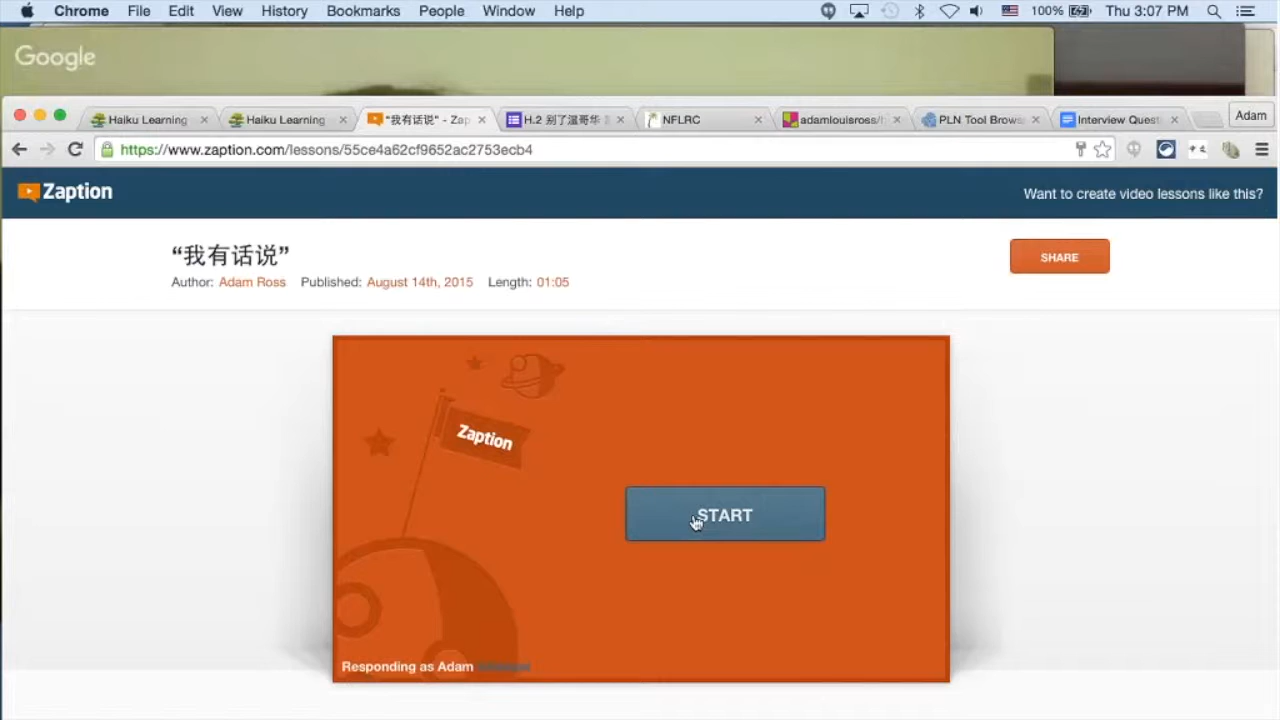 Chrome File Edit View History Bookmarks People Window Help 100% Thu 3:07 PM
Google
Haiku Learning Haiku Learning "我有话说" - Zap H.2 别了温哥华 NFLRC adamlouisross/ PLN Tool Brows Interview Quest Adam
https://www.zaption.com/lessons/55ce4a62cf9652ac2753ecb4
Zaption Want to create video lessons like this?
“我有话说”
SHARE
Author: Adam Ross Published: August 14th, 2015 Length: 01:05
Zaption
START
Responding as Adam